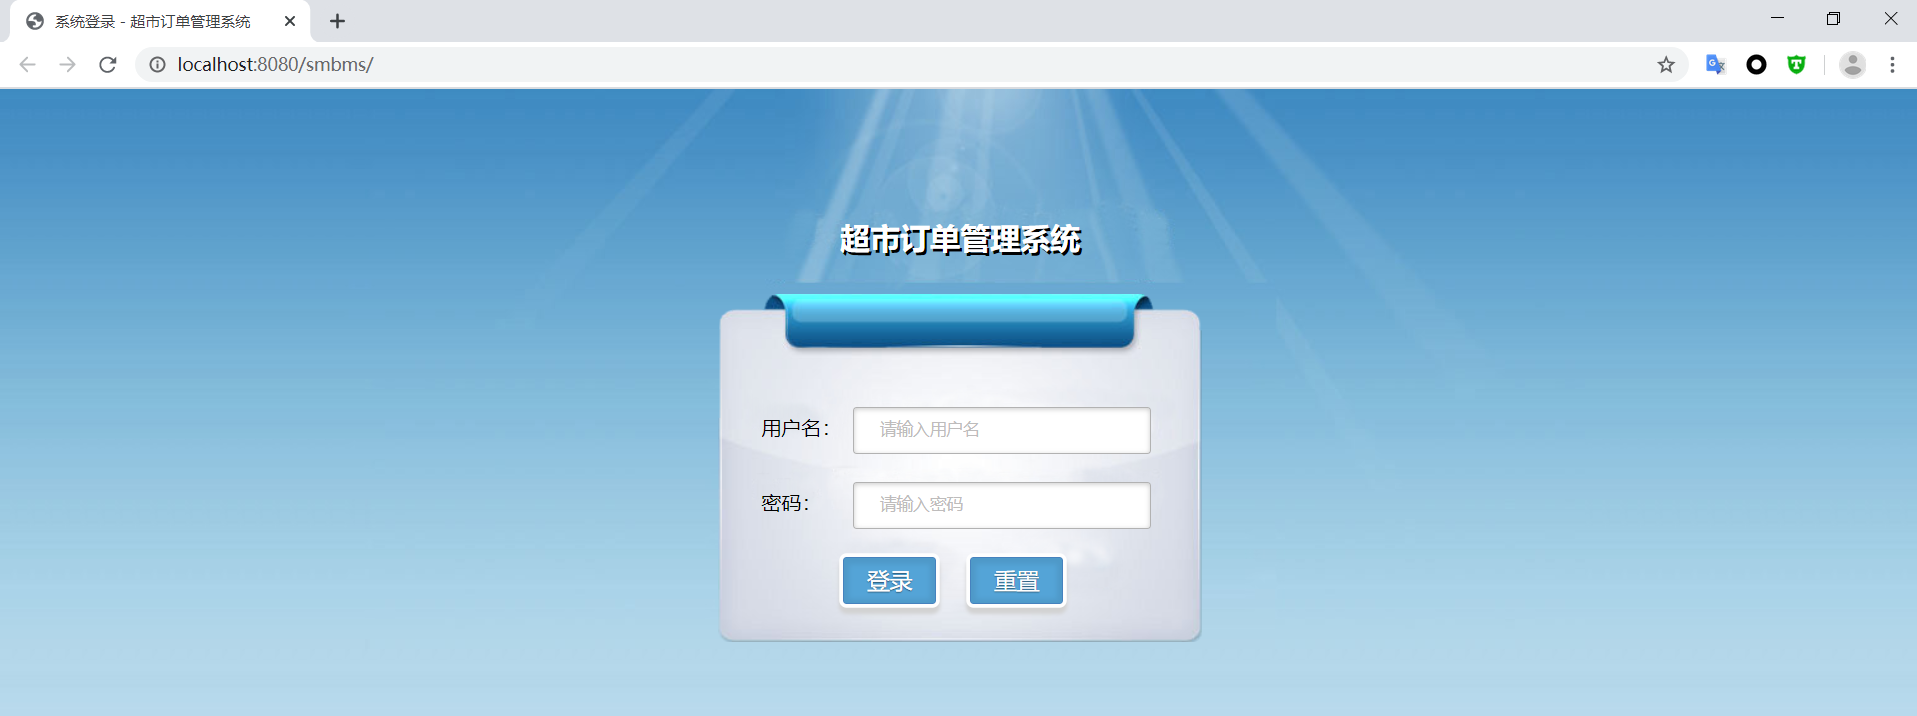 系统登录 - 超市订单管理系统
localhost:8080/smbms/
超市订单管理系统
用户名： 请输入用户名
密码： 请输入密码
登录 重置